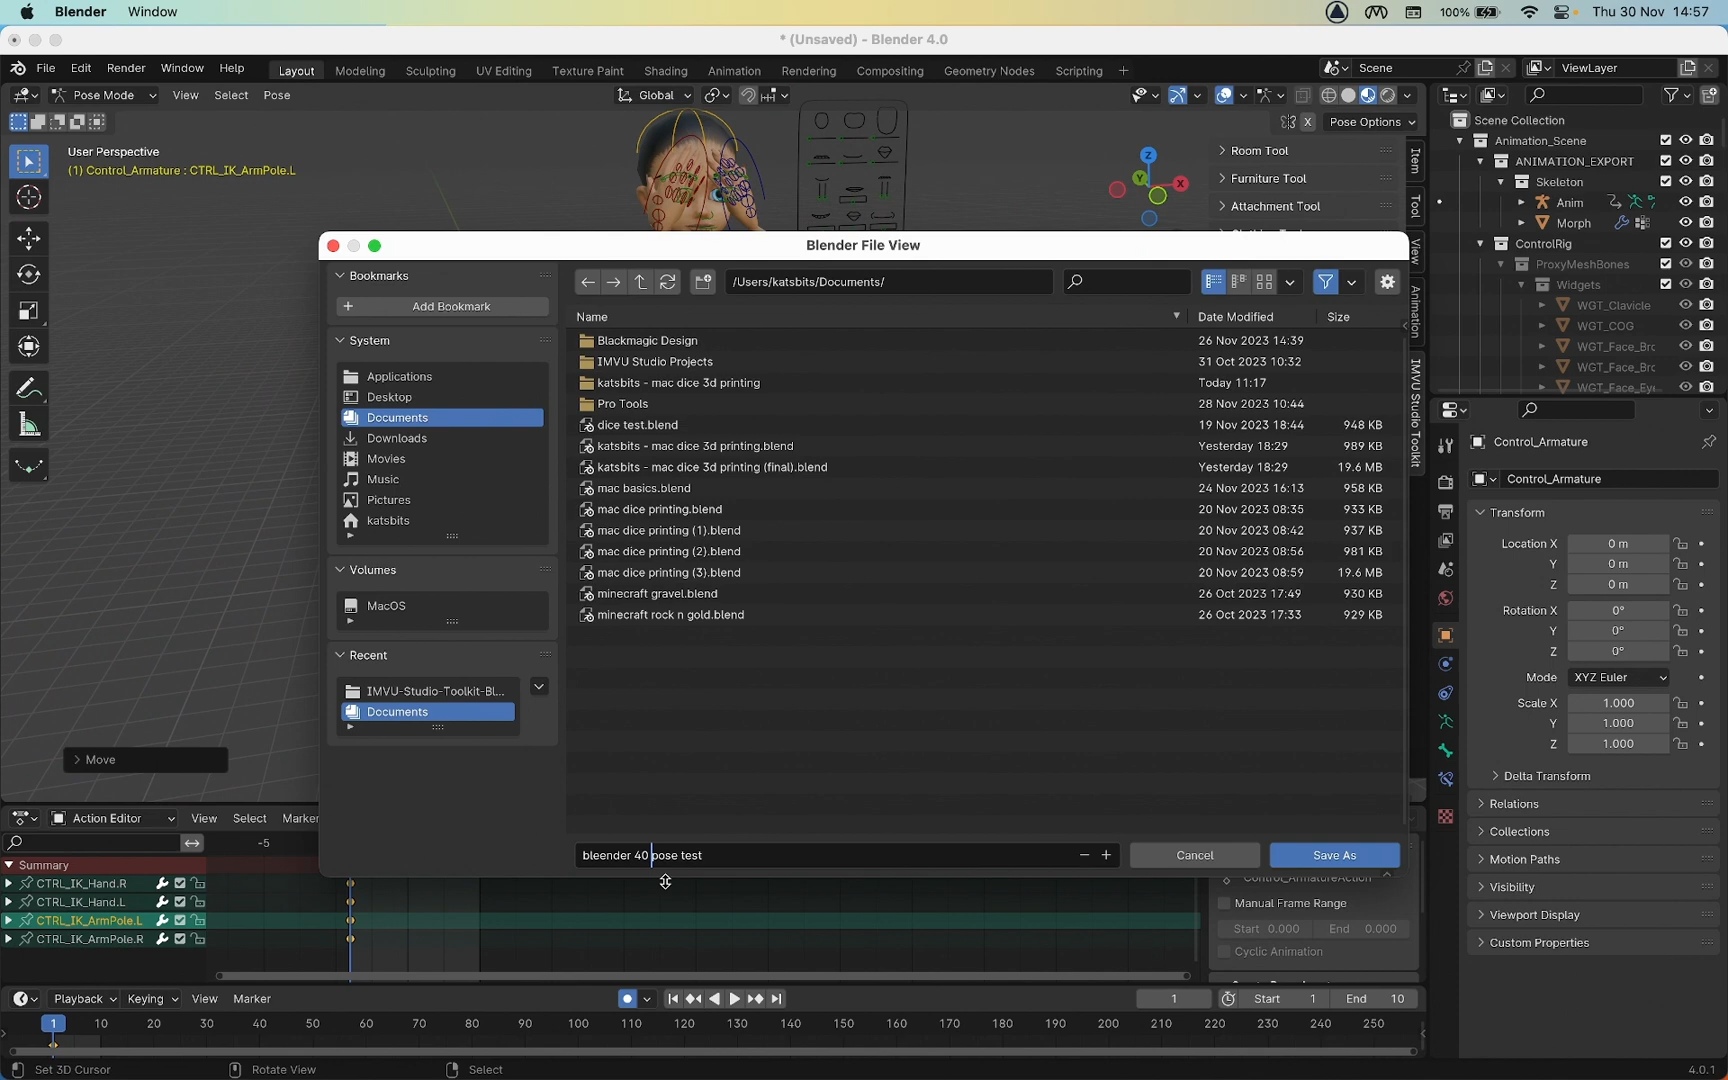 Blender Window 100% Thu 30 Nov 14:57
* (Unsaved) - Blender 4.0
File Edit Render Window Help Layout Modeling Sculpting UV Editing Texture Paint Shading Animation Rendering Compositing Geometry Nodes Scripting + Scene ViewLayer
Pose Mode View Select Pose Global
X Pose Options Scene Collection
User Perspective
(1) Control_Armature : CTRL_IK_ArmPole.L
Z
Y X
Room Tool
Furniture Tool
Attachment Tool
Item
Tool
View
Animation
IMVU Studio Toolkit
Animation_Scene
ANIMATION_EXPORT
Skeleton
Anim
Morph
ControlRig
ProxyMeshBones
Widgets
WGT_Clavicle
WGT_COG
WGT_Face_Brc
WGT_Face_Brc
WGT_Face_Eye
Blender File View
Bookmarks
Add Bookmark
System
Applications
Desktop
Documents
Downloads
Movies
Music
Pictures
katsbits
Volumes
MacOS
Recent
IMVU-Studio-Toolkit-Bl...
Documents
/Users/katsbits/Documents/
Name Date Modified Size
Blackmagic Design 26 Nov 2023 14:39
IMVU Studio Projects 31 Oct 2023 10:32
katsbits - mac dice 3d printing Today 11:17
Pro Tools 28 Nov 2023 10:44
dice test.blend 19 Nov 2023 18:44 948 KB
katsbits - mac dice 3d printing.blend Yesterday 18:29 989 KB
katsbits - mac dice 3d printing (final).blend Yesterday 18:29 19.6 MB
mac basics.blend 24 Nov 2023 16:13 958 KB
mac dice printing.blend 20 Nov 2023 08:35 933 KB
mac dice printing (1).blend 20 Nov 2023 08:42 937 KB
mac dice printing (2).blend 20 Nov 2023 08:56 981 KB
mac dice printing (3).blend 20 Nov 2023 08:59 19.6 MB
minecraft gravel.blend 26 Oct 2023 17:49 930 KB
minecraft rock n gold.blend 26 Oct 2023 17:33 929 KB
bleender 40 pose test Cancel Save As
Control_Armature
Control_Armature
Transform
Location X 0 m
Y 0 m
Z 0 m
Rotation X 0°
Y 0°
Z 0°
Mode XYZ Euler
Scale X 1.000
Y 1.000
Z 1.000
Delta Transform
Relations
Collections
Motion Paths
Visibility
Viewport Display
Custom Properties
Move
Action Editor View Select Marker
-5
Summary
CTRL_IK_Hand.R
CTRL_IK_Hand.L
CTRL_IK_ArmPole.L
CTRL_IK_ArmPole.R
Control_ArmatureAction
Manual Frame Range
Start 0.000 End 0.000
Cyclic Animation
Playback Keying View Marker 1 Start 1 End 10
1 10 20 30 40 50 60 70 80 90 100 110 120 130 140 150 160 170 180 190 200 210 220 230 240 250
Set 3D Cursor Rotate View Select 4.0.1